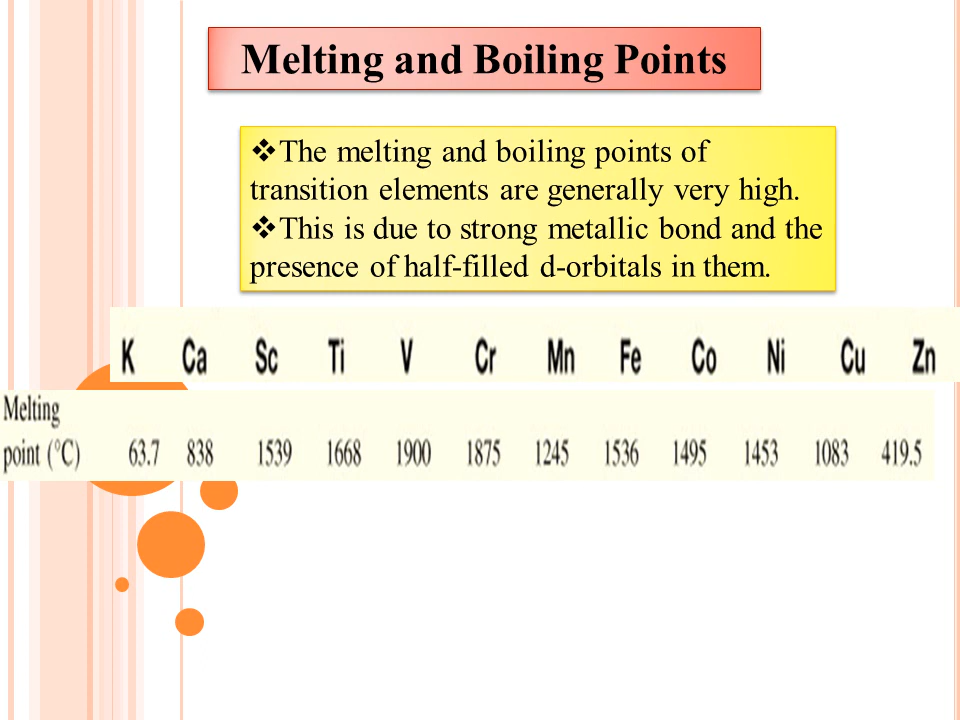 Melting and Boiling Points
❖The melting and boiling points of
transition elements are generally very high.
❖This is due to strong metallic bond and the
presence of half-filled d-orbitals in them.
K Ca Sc Ti V Cr Mn Fe Co Ni Cu Zn
Melting
point (°C) 63.7 838 1539 1668 1900 1875 1245 1536 1495 1453 1083 419.5